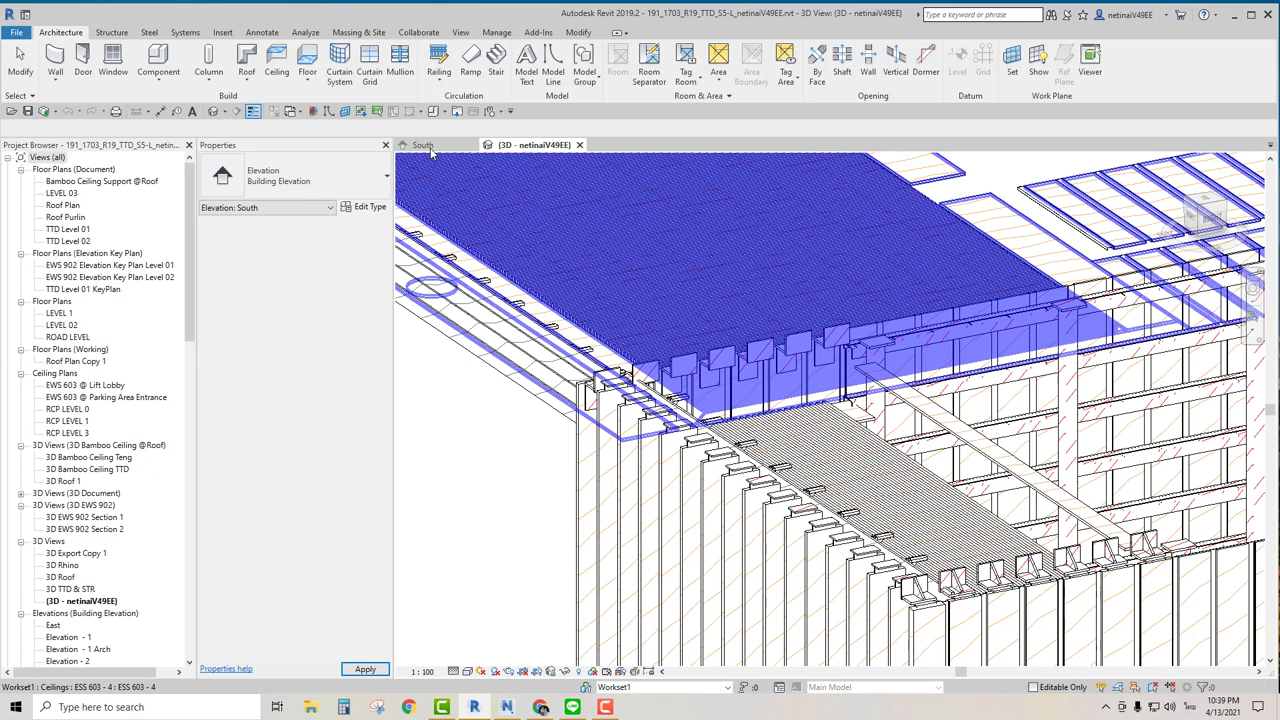 Autodesk Revit 2019.2 - 191_1703_R19_TTD_S5-L_netinaiV49EE.rvt - 3D View: {3D - netinaiV49EE}
Type a keyword or phrase
netinaiV49EE
File Architecture Structure Steel Systems Insert Annotate Analyze Massing & Site Collaborate View Manage Add-Ins Modify
Modify Wall Door Window Component Column Roof Ceiling Floor Curtain System Curtain Grid Mullion Railing Ramp Stair Model Text Model Line Model Group Room Room Separator Tag Room Area Area Boundary Tag Area By Face Shaft Wall Vertical Dormer Level Grid Set Show Ref Plane Viewer
Select Build Circulation Model Room & Area Opening Datum Work Plane
Project Browser - 191_1703_R19_TTD_S5-L_netin...
Properties
South
{3D - netinaiV49EE}
Views (all)
Floor Plans (Document)
Bamboo Ceiling Support @Roof
LEVEL 03
Roof Plan
Roof Purlin
TTD Level 01
TTD Level 02
Floor Plans (Elevation Key Plan)
EWS 902 Elevation Key Plan Level 01
EWS 902 Elevation Key Plan Level 02
TTD Level 01 KeyPlan
Floor Plans
LEVEL 1
LEVEL 02
ROAD LEVEL
Floor Plans (Working)
Roof Plan Copy 1
Ceiling Plans
EWS 603 @ Lift Lobby
EWS 603 @ Parking Area Entrance
RCP LEVEL 0
RCP LEVEL 1
RCP LEVEL 3
3D Views (3D Bamboo Ceiling @Roof)
3D Bamboo Ceiling Teng
3D Bamboo Ceiling TTD
3D Roof 1
3D Views (3D Document)
3D Views (3D EWS 902)
3D EWS 902 Section 1
3D EWS 902 Section 2
3D Views
3D Export Copy 1
3D Rhino
3D Roof
3D TTD & STR
{3D - netinaiV49EE}
Elevations (Building Elevation)
East
Elevation - 1
Elevation - 1 Arch
Elevation - 2
Elevation
Building Elevation
Elevation: South
Edit Type
Properties help
Apply
1 : 100
Workset1 : Ceilings : ESS 603 - 4 : ESS 603 - 4
Workset1
:0
Main Model
Editable Only
:0
Type here to search
10:39 PM
4/13/2021